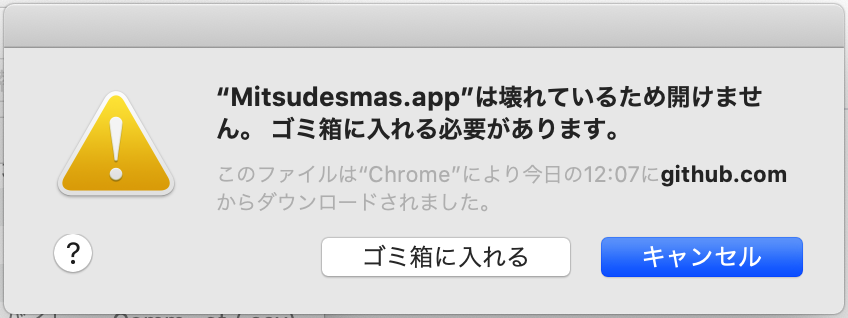 “Mitsudesmas.app”は壊れているため開けませ
ん。 ゴミ箱に入れる必要があります。
このファイルは“Chrome”により今日の12:07にgithub.com
からダウンロードされました。
?
ゴミ箱に入れる
キャンセル